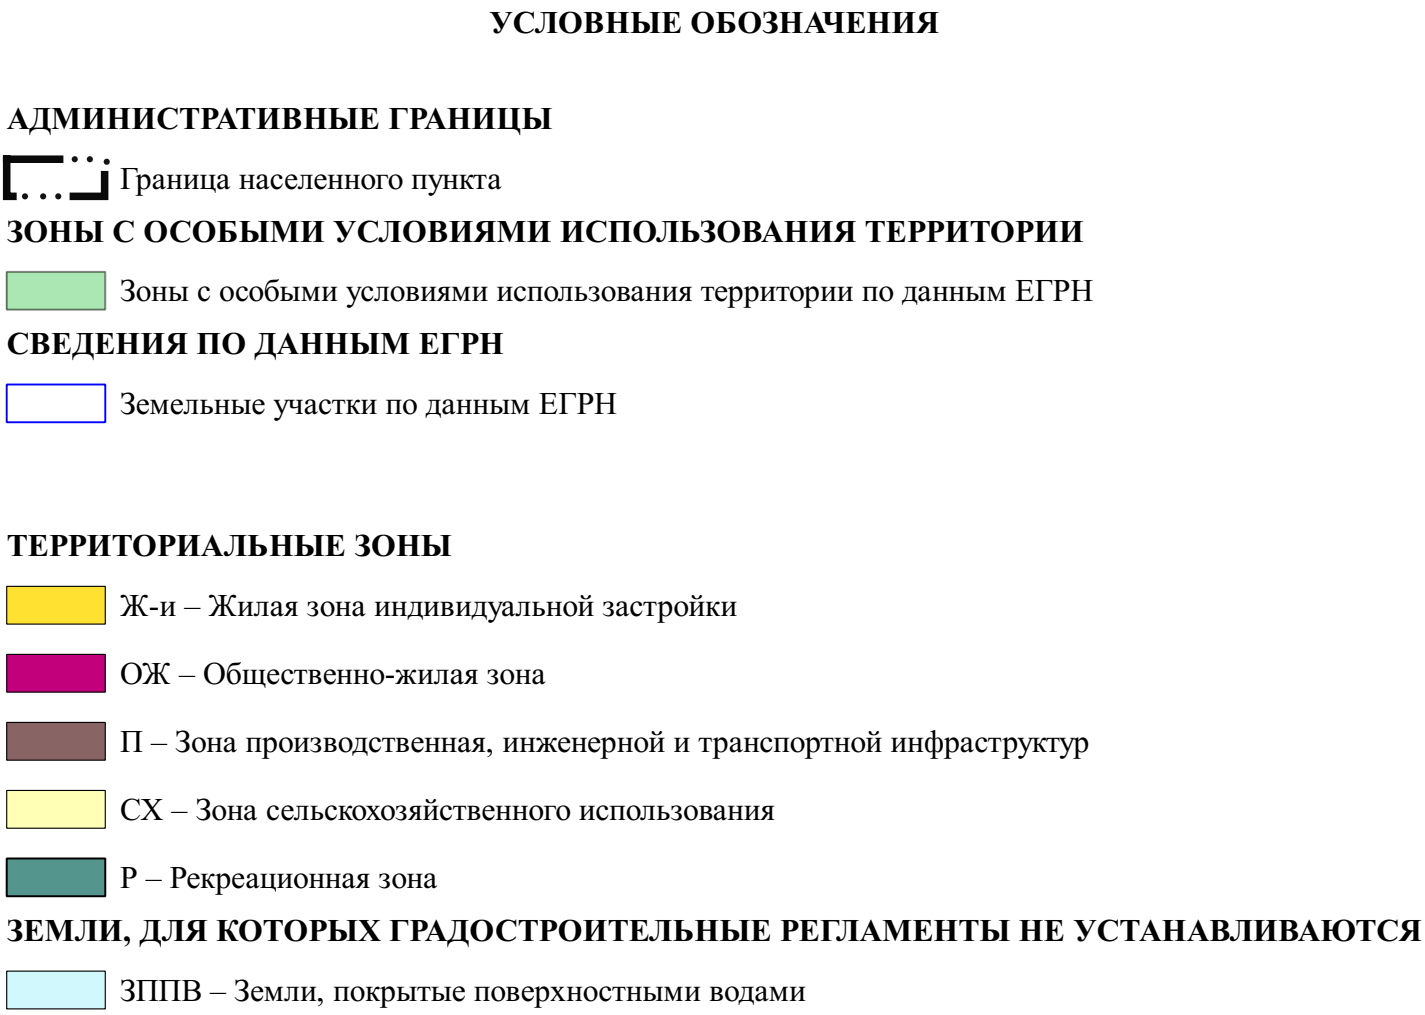 УСЛОВНЫЕ ОБОЗНАЧЕНИЯ
АДМИНИСТРАТИВНЫЕ ГРАНИЦЫ
Граница населенного пункта
ЗОНЫ С ОСОБЫМИ УСЛОВИЯМИ ИСПОЛЬЗОВАНИЯ ТЕРРИТОРИИ
Зоны с особыми условиями использования территории по данным ЕГРН
СВЕДЕНИЯ ПО ДАННЫМ ЕГРН
Земельные участки по данным ЕГРН
ТЕРРИТОРИАЛЬНЫЕ ЗОНЫ
Ж-и – Жилая зона индивидуальной застройки
ОЖ – Общественно-жилая зона
П – Зона производственная, инженерной и транспортной инфраструктур
СХ – Зона сельскохозяйственного использования
Р – Рекреационная зона
ЗЕМЛИ, ДЛЯ КОТОРЫХ ГРАДОСТРОИТЕЛЬНЫЕ РЕГЛАМЕНТЫ НЕ УСТАНАВЛИВАЮТСЯ
ЗППВ – Земли, покрытые поверхностными водами